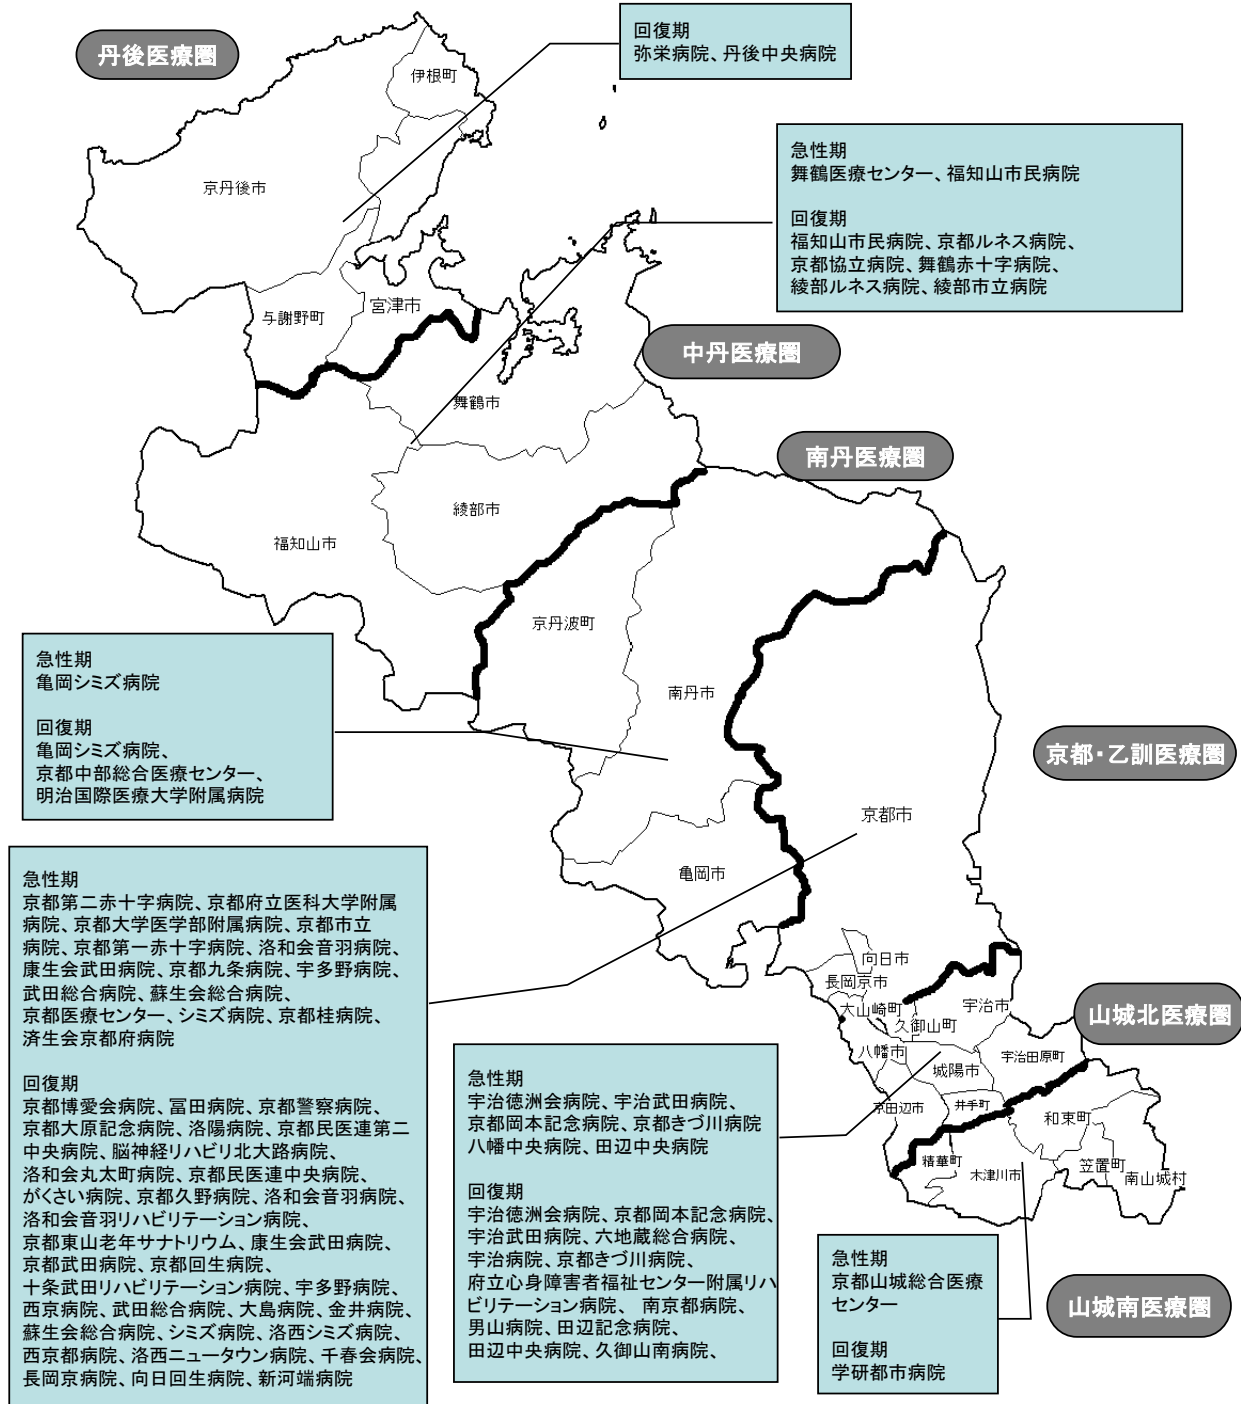 丹後医療圏
回復期
弥栄病院、丹後中央病院
伊根町
京丹後市
急性期
舞鶴医療センター、福知山市民病院
回復期
福知山市民病院、京都ルネス病院、
京都協立病院、舞鶴赤十字病院、
綾部ルネス病院、綾部市立病院
宮津市
与謝野町
中丹医療圏
舞鶴市
南丹医療圏
綾部市
福知山市
京丹波町
急性期
亀岡シミズ病院
回復期
亀岡シミズ病院、
京都中部総合医療センター、
明治国際医療大学附属病院
南丹市
京都・乙訓医療圏
京都市
亀岡市
急性期
京都第二赤十字病院、京都府立医科大学附属
病院、京都大学医学部附属病院、京都市立
病院、京都第一赤十字病院、洛和会音羽病院、
康生会武田病院、京都九条病院、宇多野病院、
武田総合病院、蘇生会総合病院、
京都医療センター、シミズ病院、京都桂病院、
済生会京都府病院
回復期
京都博愛会病院、冨田病院、京都警察病院、
京都大原記念病院、洛陽病院、京都民医連第二
中央病院、脳神経リハビリ北大路病院、
洛和会丸太町病院、京都民医連中央病院、
がくさい病院、京都久野病院、洛和会音羽病院、
洛和会音羽リハビリテーション病院、
京都東山老年サナトリウム、康生会武田病院、
京都武田病院、京都回生病院、
十条武田リハビリテーション病院、宇多野病院、
西京病院、武田総合病院、大島病院、金井病院、
蘇生会総合病院、シミズ病院、洛西シミズ病院、
西京都病院、洛西ニュータウン病院、千春会病院、
長岡京病院、向日回生病院、新河端病院
向日市
長岡京市
大山崎町
宇治市
久御山町
山城北医療圏
八幡市
城陽市
宇治田原町
京田辺市
井手町
和束町
精華町
木津川市
笠置町
南山城村
急性期
宇治徳洲会病院、宇治武田病院、
京都岡本記念病院、京都きづ川病院
八幡中央病院、田辺中央病院
回復期
宇治徳洲会病院、京都岡本記念病院、
宇治武田病院、六地蔵総合病院、
宇治病院、京都きづ川病院、
府立心身障害者福祉センター附属リハ
ビリテーション病院、 南京都病院、
男山病院、田辺記念病院、
田辺中央病院、久御山南病院、
急性期
京都山城総合医療
センター
回復期
学研都市病院
山城南医療圏